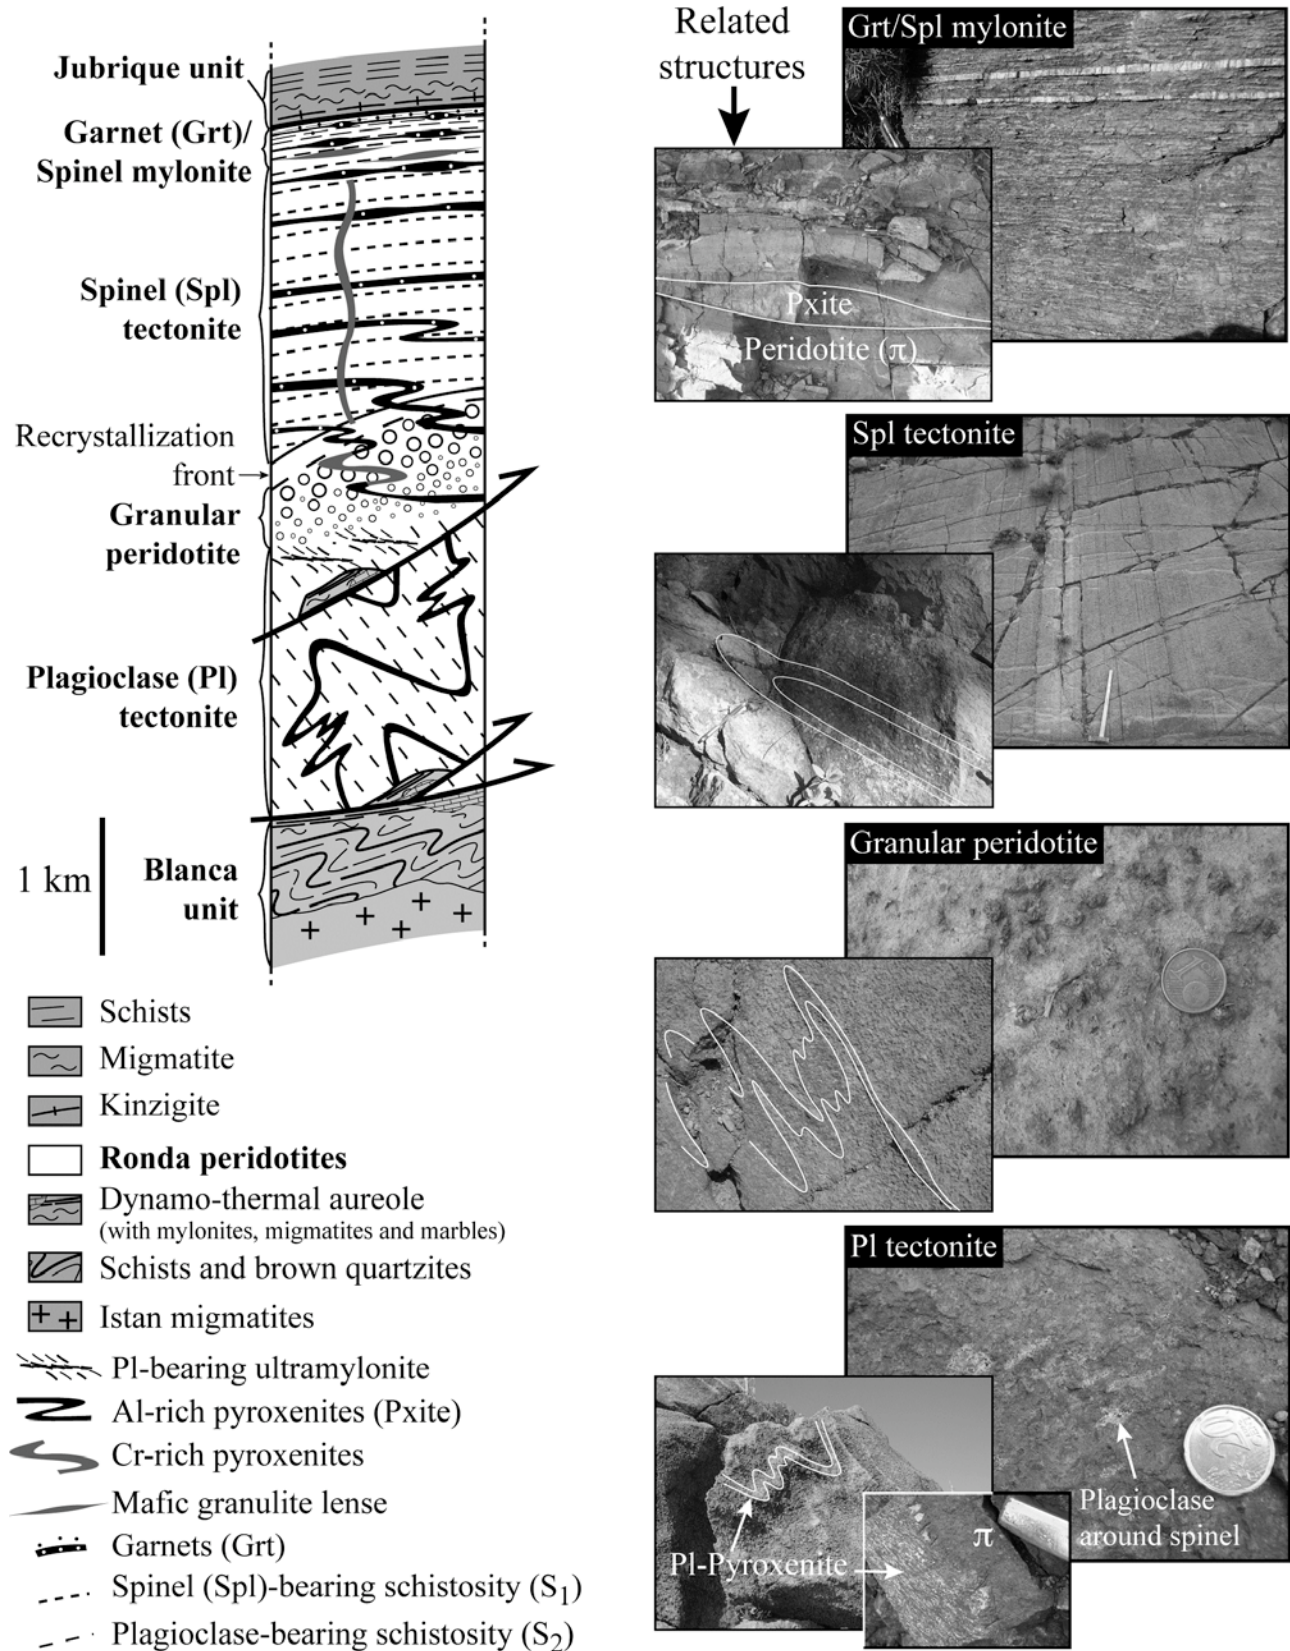 Jubrique unit
Garnet (Grt)/
Spinel mylonite
Spinel (Spl)
tectonite
Recrystallization
front
Granular
peridotite
Plagioclase (Pl)
tectonite
1 km
Blanca
unit
Schists
Migmatite
Kinzigite
Ronda peridotites
Dynamo-thermal aureole
(with mylonites, migmatites and marbles)
Schists and brown quartzites
Istan migmatites
Pl-bearing ultramylonite
Al-rich pyroxenites (Pxite)
Cr-rich pyroxenites
Mafic granulite lense
Garnets (Grt)
Spinel (Spl)-bearing schistosity (S₁)
Plagioclase-bearing schistosity (S₂)
Related
structures
Grt/Spl mylonite
Pxite
Peridotite (π)
Spl tectonite
Granular peridotite
Pl tectonite
Plagioclase
around spinel
π
Pl-Pyroxenite